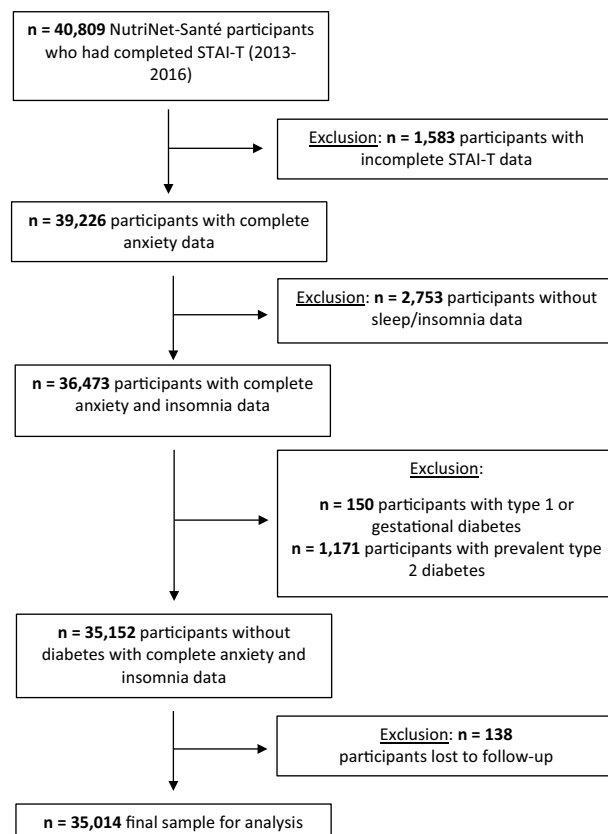 n = 40,809 NutriNet-Santé participants
who had completed STAI-T (2013-
2016)
Exclusion: n = 1,583 participants with
incomplete STAI-T data
n = 39,226 participants with complete
anxiety data
Exclusion: n = 2,753 participants without
sleep/insomnia data
n = 36,473 participants with complete
anxiety and insomnia data
Exclusion:
n = 150 participants with type 1 or
gestational diabetes
n = 1,171 participants with prevalent type
2 diabetes
n = 35,152 participants without
diabetes with complete anxiety and
insomnia data
Exclusion: n = 138
participants lost to follow-up
n = 35,014 final sample for analysis